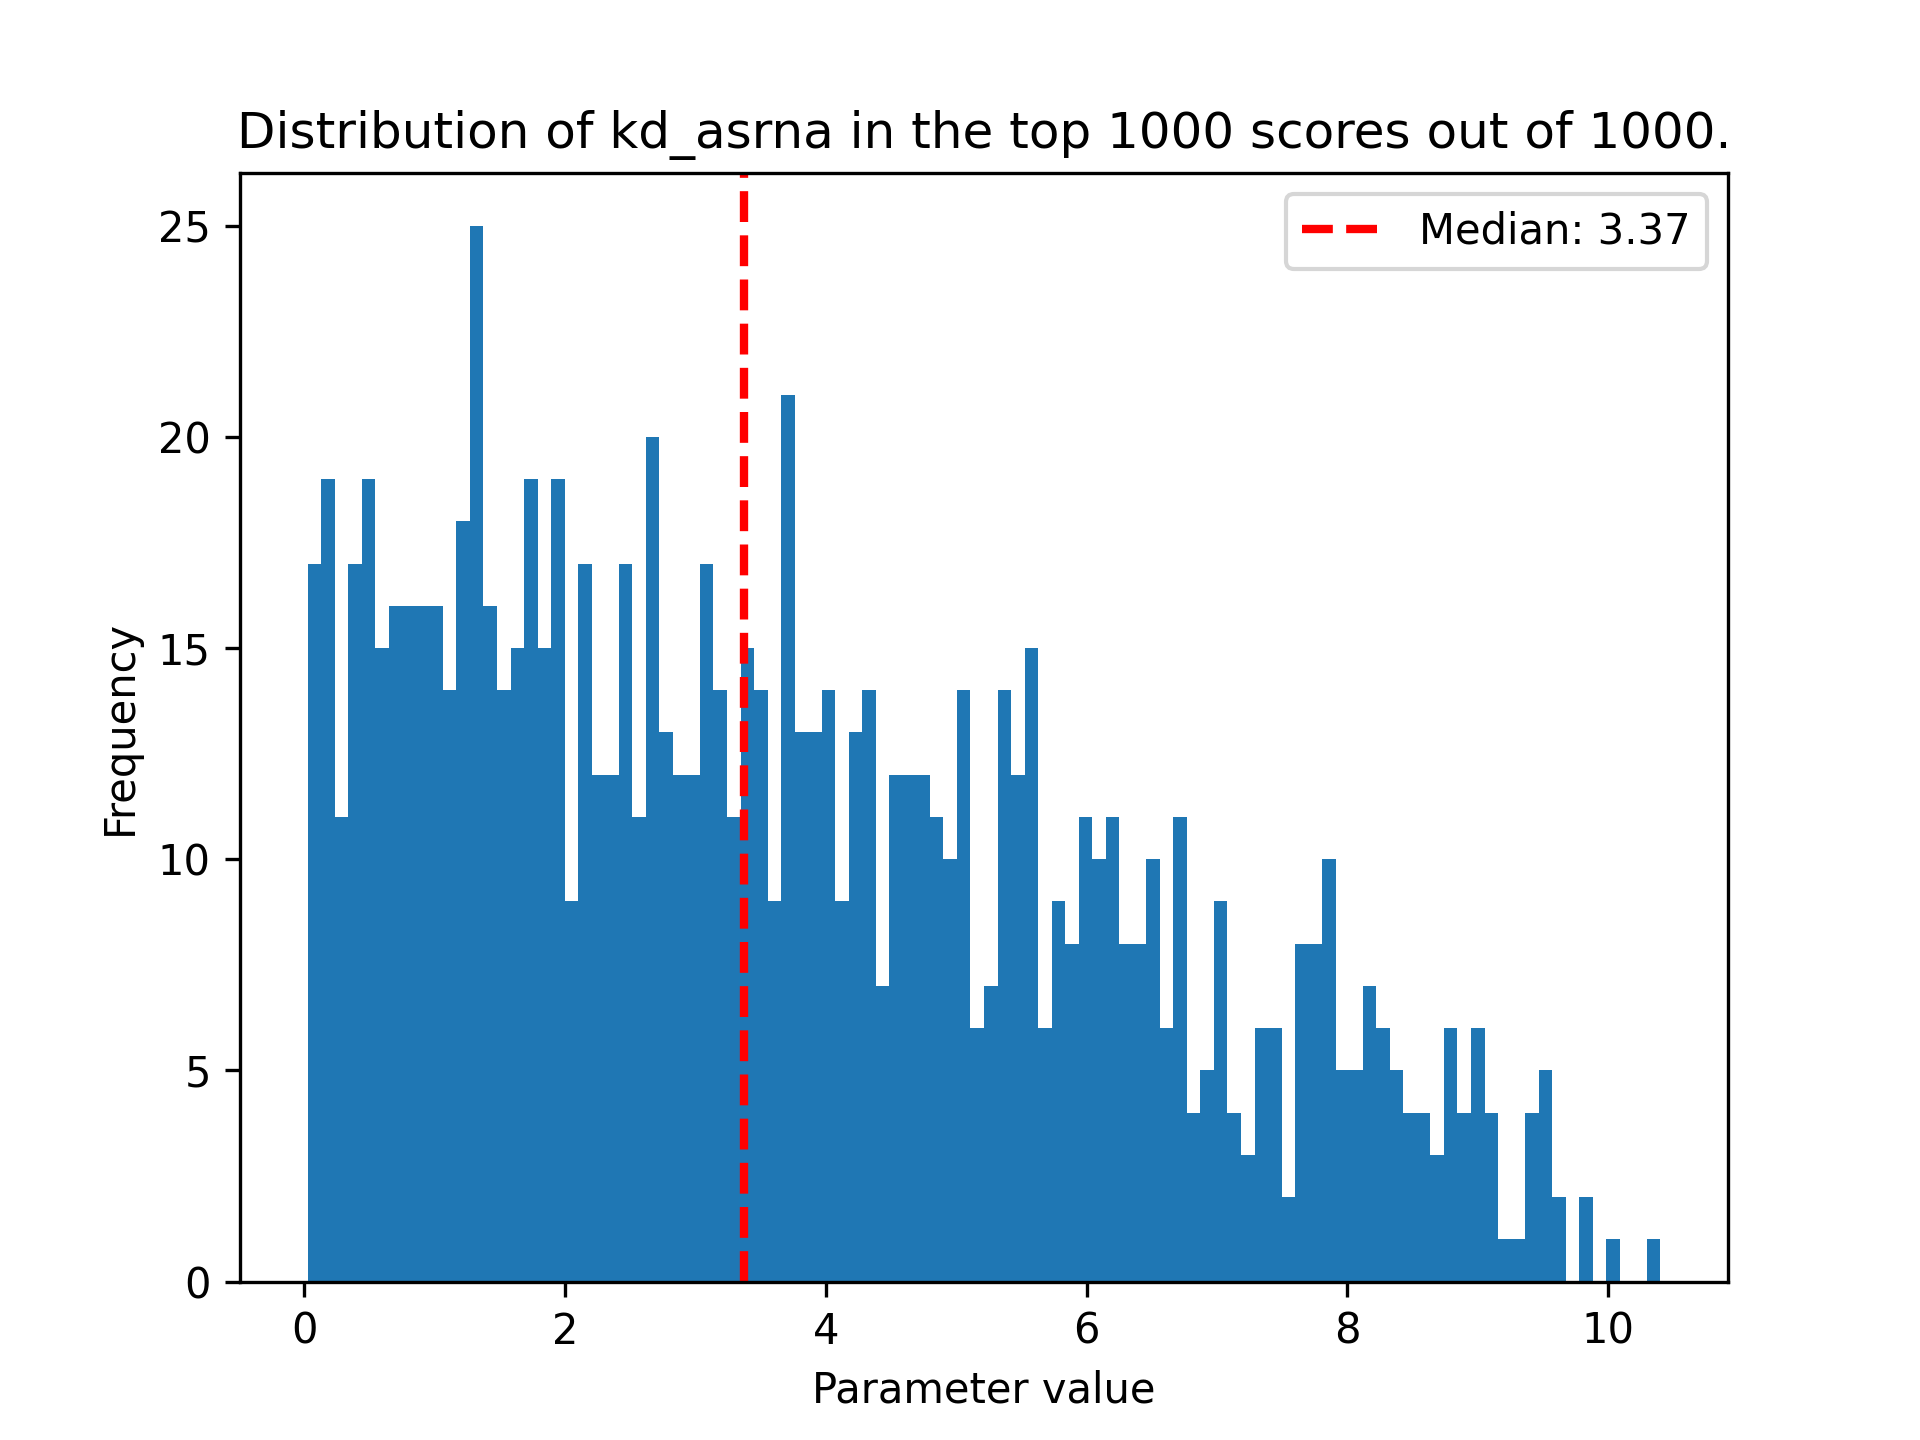 Distribution of kd_asrna in the top 1000 scores out of 1000.
Median: 3.37
25
20
15
10
5
0
Frequency
0 2 4 6 8 10
Parameter value